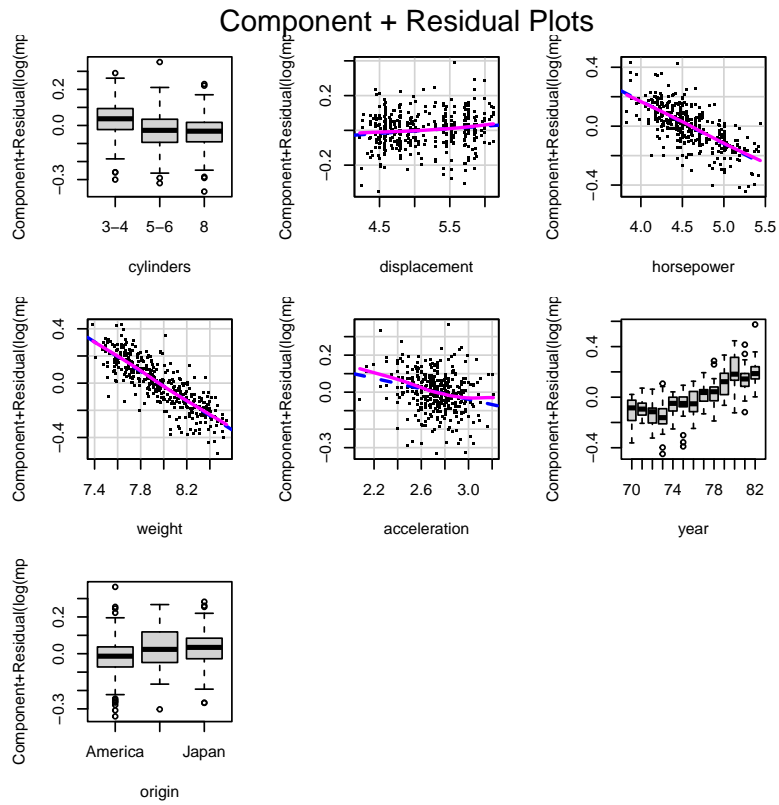 Component + Residual Plots
Component+Residual(log(mp
0.2
0.0
−0.3
3−4 5−6 8
cylinders
Component+Residual(log(mp
0.2
−0.2
4.5 5.5
displacement
Component+Residual(log(mp
0.4
0.0
−0.4
4.0 4.5 5.0 5.5
horsepower
Component+Residual(log(mp
0.4
0.0
−0.4
7.4 7.8 8.2
weight
Component+Residual(log(mp
0.2
0.0
−0.3
2.2 2.6 3.0
acceleration
Component+Residual(log(mp
0.4
0.0
−0.4
70 74 78 82
year
Component+Residual(log(mp
0.2
0.0
−0.3
America Japan
origin